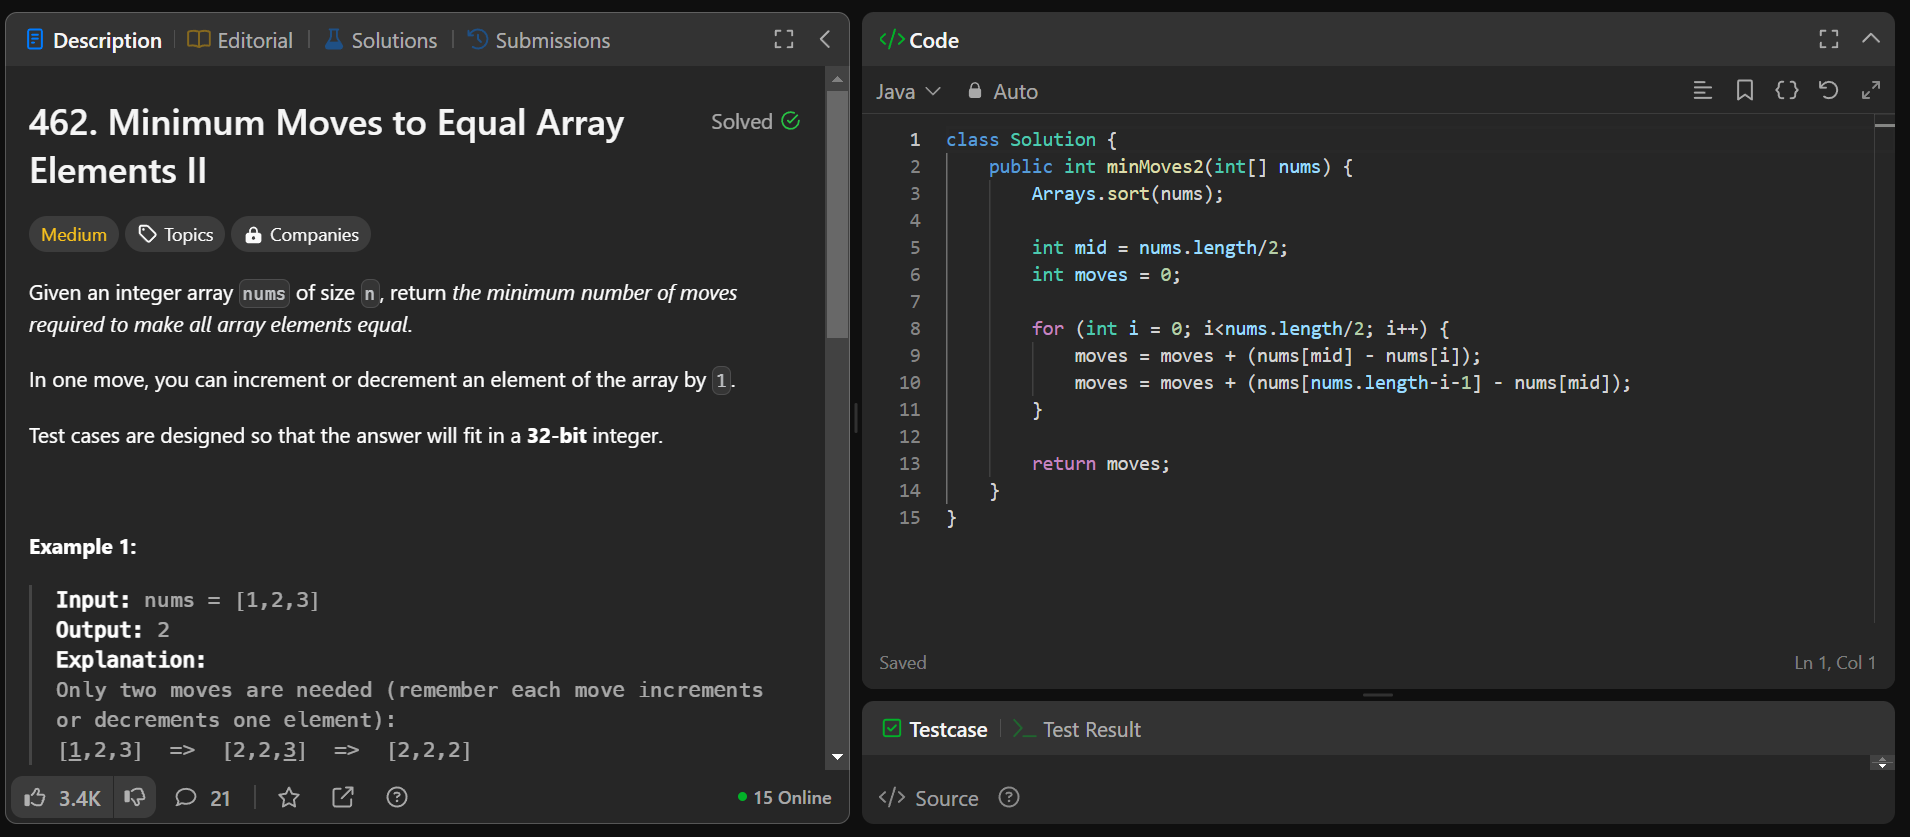 Description Editorial Solutions Submissions
462. Minimum Moves to Equal Array
Elements II
Solved
Medium Topics Companies
Given an integer array nums of size n, return the minimum number of moves
required to make all array elements equal.
In one move, you can increment or decrement an element of the array by 1.
Test cases are designed so that the answer will fit in a 32-bit integer.
Example 1:
Input: nums = [1,2,3]
Output: 2
Explanation:
Only two moves are needed (remember each move increments
or decrements one element):
[1,2,3]  =>  [2,2,3]  =>  [2,2,2]
3.4K 21 15 Online
</> Code
Java Auto
1 class Solution {
2     public int minMoves2(int[] nums) {
3         Arrays.sort(nums);
4
5         int mid = nums.length/2;
6         int moves = 0;
7
8         for (int i = 0; i<nums.length/2; i++) {
9             moves = moves + (nums[mid] - nums[i]);
10             moves = moves + (nums[nums.length-i-1] - nums[mid]);
11         }
12
13         return moves;
14     }
15 }
Saved Ln 1, Col 1
Testcase Test Result
</> Source